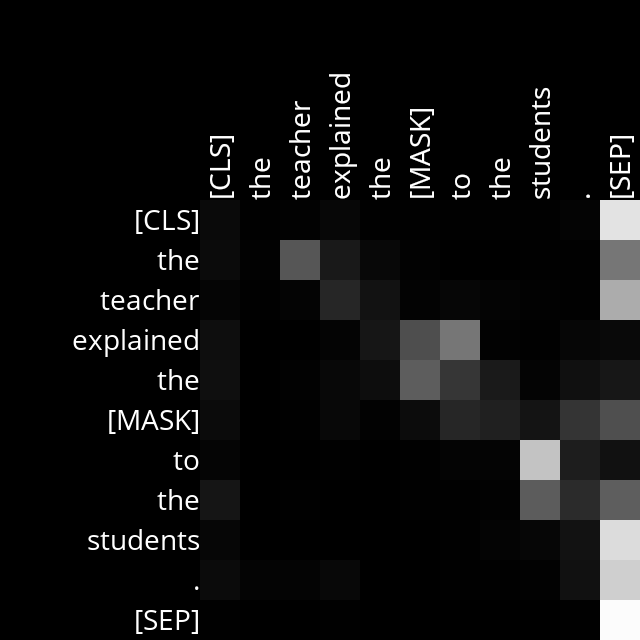 [CLS]
the
teacher
explained
the
[MASK]
to
the
students
.
[SEP]
[CLS]
the
teacher
explained
the
[MASK]
to
the
students
.
[SEP]